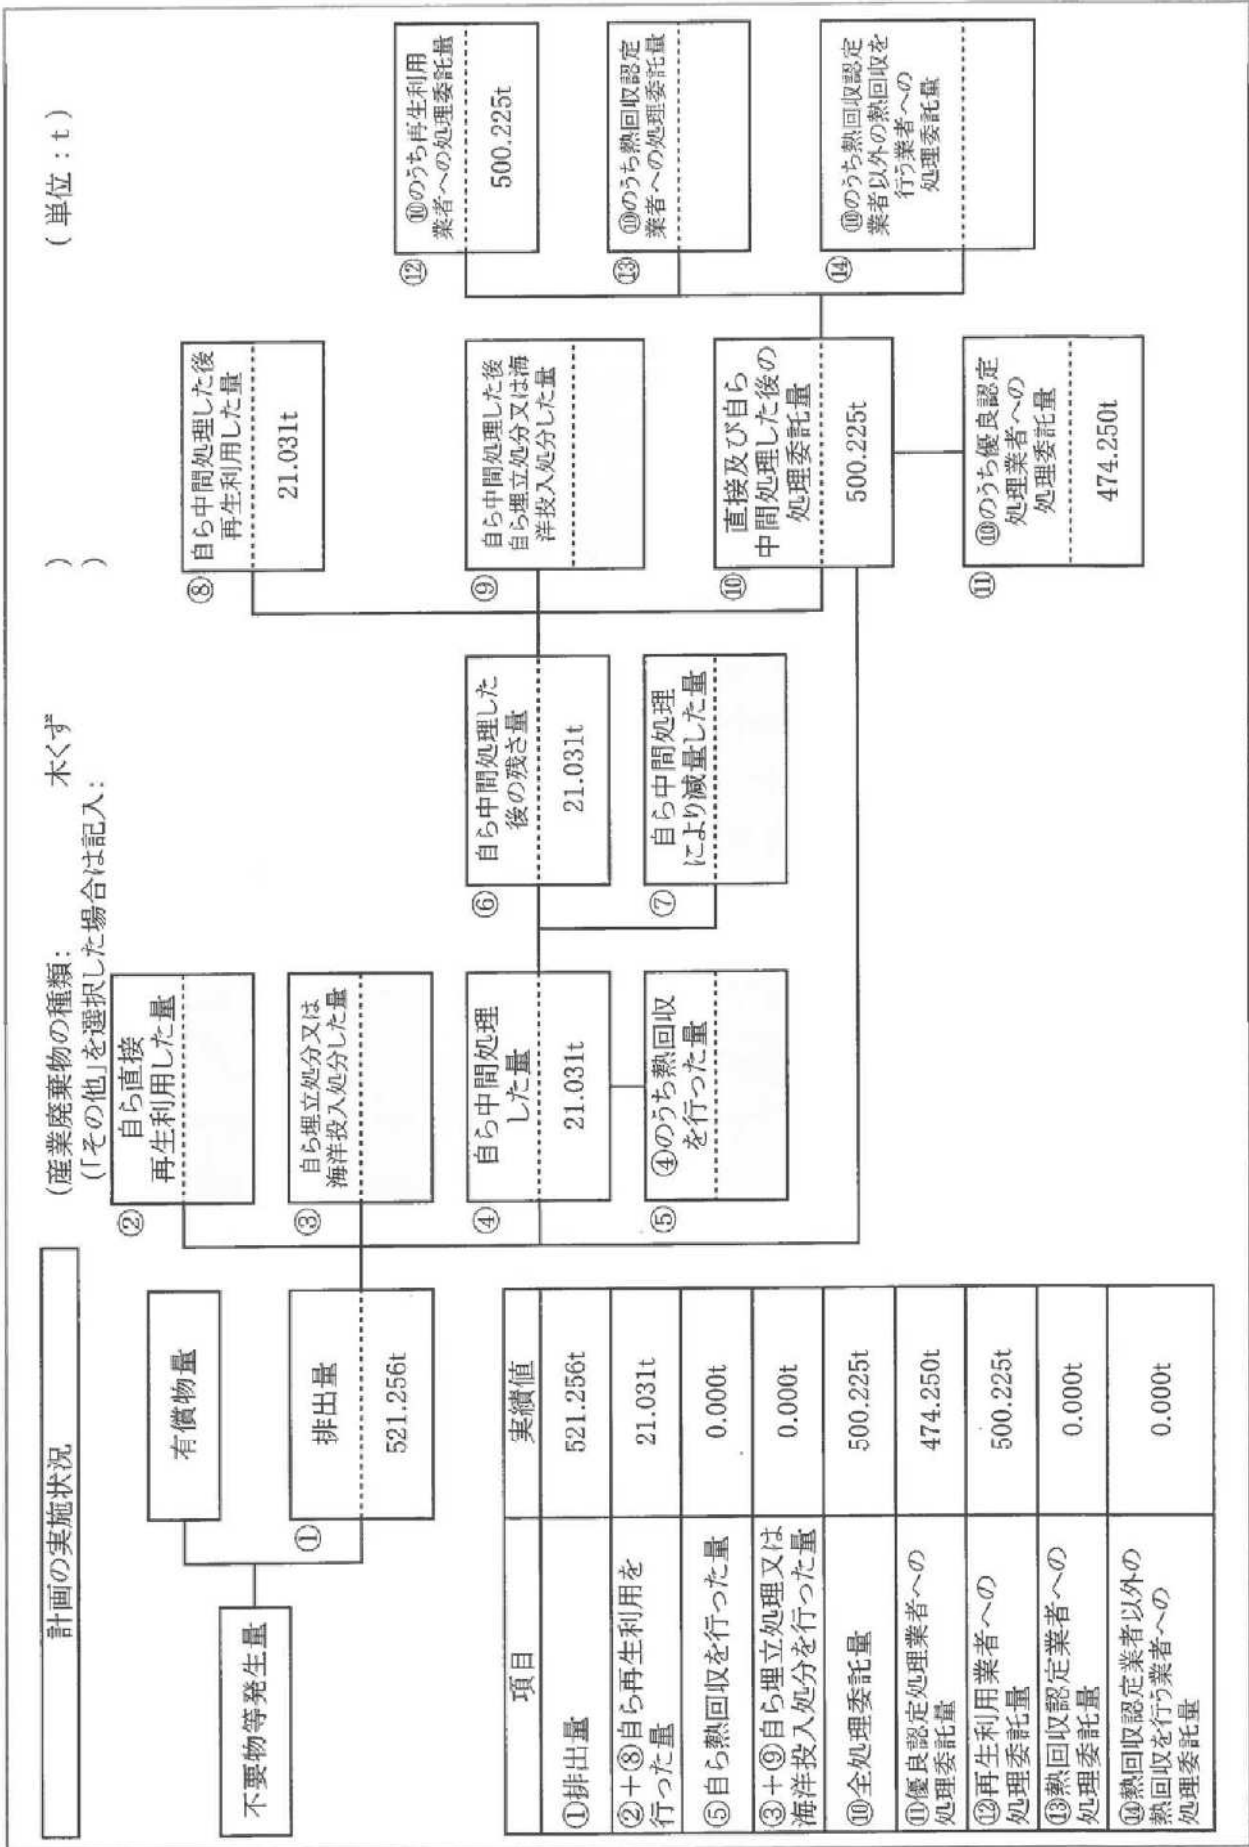 計画の実施状況
(産業廃棄物の種類: 木くず )
(「その他」を選択した場合は記入: )
(単位:t)
不要物等発生量
有償物量
①
排出量
521.256t
②
自ら直接
再生利用した量
③
自ら埋立処分又は
海洋投入処分した量
④
自ら中間処理
した量
21.031t
⑤
④のうち熱回収
を行った量
⑥
自ら中間処理した
後の残さ量
21.031t
⑦
自ら中間処理
により減量した量
⑧
自ら中間処理した後
再生利用した量
21.031t
⑨
自ら中間処理した後
自ら埋立処分又は海
洋投入処分した量
⑩
直接及び自ら
中間処理した後の
処理委託量
500.225t
⑪
⑩のうち優良認定
処理業者への
処理委託量
474.250t
⑫
⑩のうち再生利用
業者への処理委託量
500.225t
⑬
⑩のうち熱回収認定
業者への処理委託量
⑭
⑩のうち熱回収認定
業者以外の熱回収を
行う業者への
処理委託量
項目 実績値
①排出量 521.256t
②+⑧自ら再生利用を
行った量 21.031t
⑤自ら熱回収を行った量 0.000t
③+⑨自ら埋立処理又は
海洋投入処分を行った量 0.000t
⑩全処理委託量 500.225t
⑪優良認定処理業者への
処理委託量 474.250t
⑫再生利用業者への
処理委託量 500.225t
⑬熱回収認定業者への
処理委託量 0.000t
⑭熱回収認定業者以外の
熱回収を行う業者への
処理委託量 0.000t